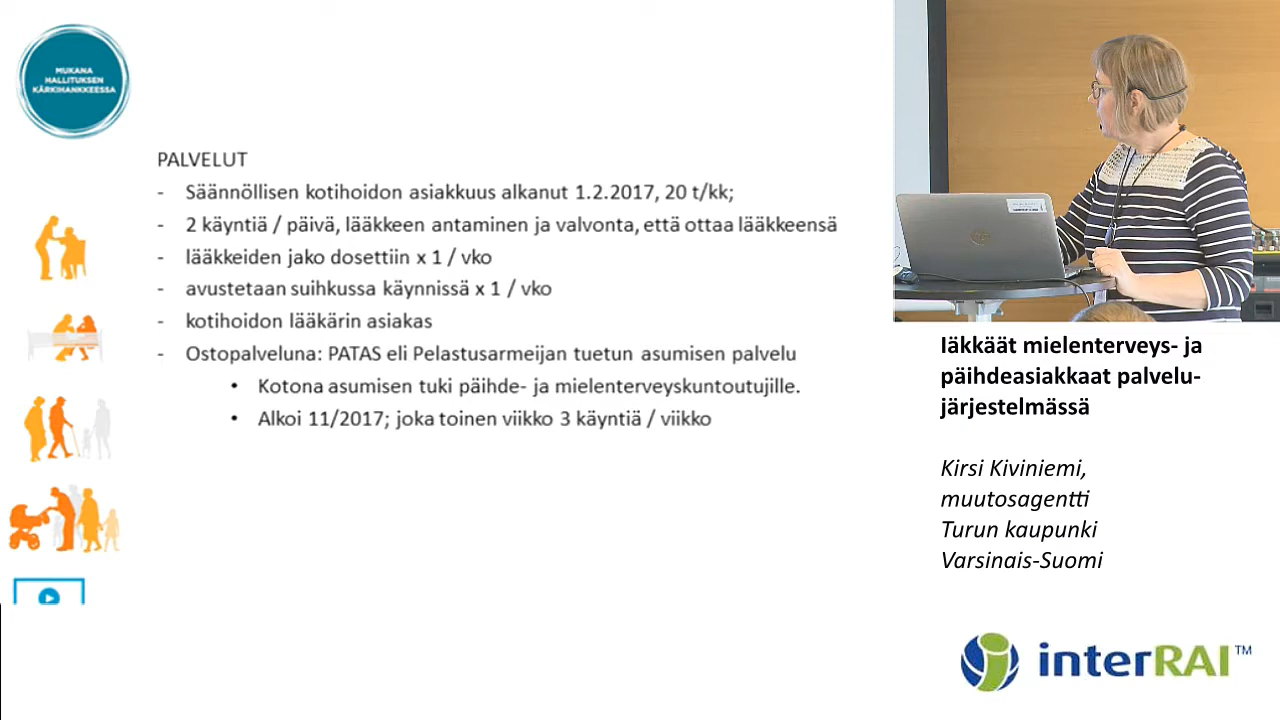 MUKANA
HALLITUKSEN
KÄRKIHANKKEESSA
PALVELUT
- Säännöllisen kotihoidon asiakkuus alkanut 1.2.2017, 20 t/kk;
- 2 käyntiä / päivä, lääkkeen antaminen ja valvonta, että ottaa lääkkeensä
- lääkkeiden jako dosettiin x 1 / vko
- avustetaan suihkussa käynnissä x 1 / vko
- kotihoidon lääkärin asiakas
- Ostopalveluna: PATAS eli Pelastusarmeijan tuetun asumisen palvelu
• Kotona asumisen tuki päihde- ja mielenterveyskuntoutujille.
• Alkoi 11/2017; joka toinen viikko 3 käyntiä / viikko
Iäkkäät mielenterveys- ja
päihdeasiakkaat palvelu-
järjestelmässä
Kirsi Kiviniemi,
muutosagentti
Turun kaupunki
Varsinais-Suomi
interRAI™